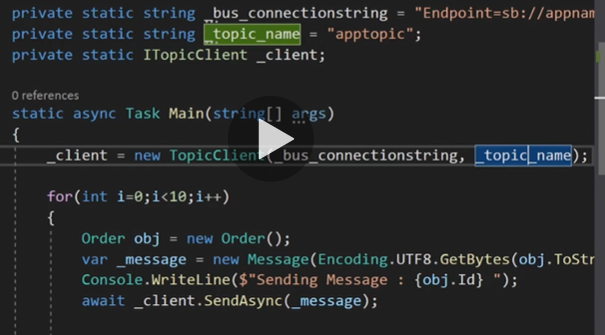 private static string _bus_connectionstring = "Endpoint=sb://appnam
private static string _topic_name = "apptopic";
private static ITopicClient _client;
0 references
static async Task Main(string[] args)
{
_client = new TopicClient(_bus_connectionstring, _topic_name);
for(int i=0;i<10;i++)
{
Order obj = new Order();
var _message = new Message(Encoding.UTF8.GetBytes(obj.ToStr
Console.WriteLine($"Sending Message : {obj.Id} ");
await _client.SendAsync(_message);